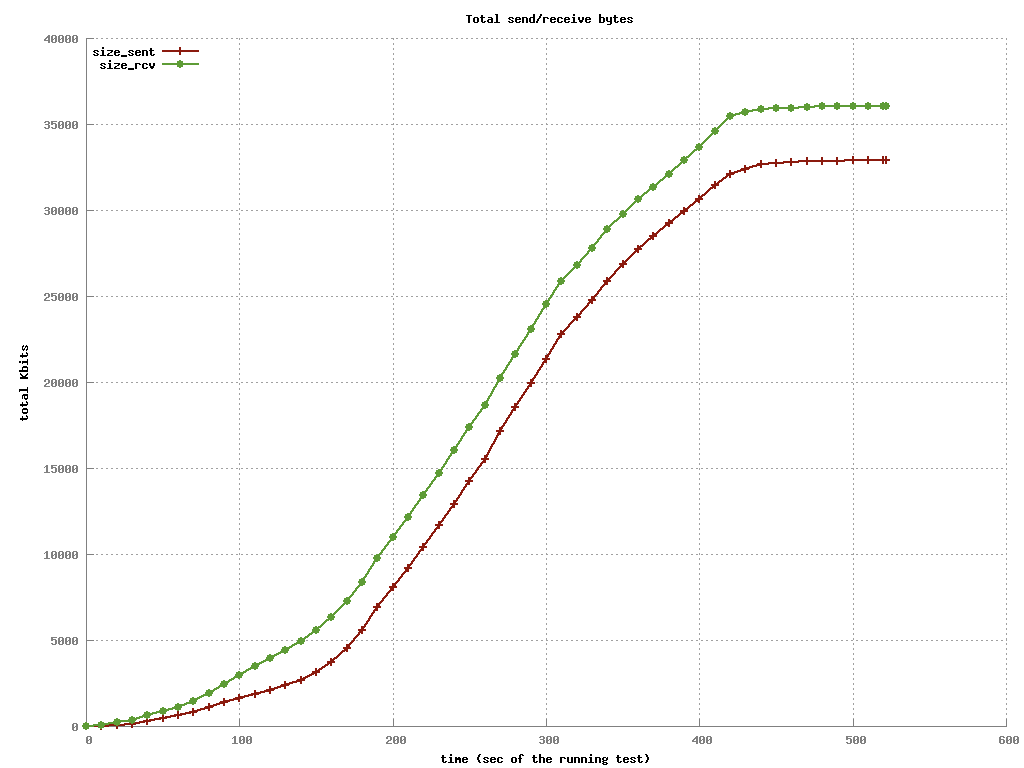 Total send/receive bytes
40000
size_sent
size_rcv
35000
30000
25000
20000
total Kbits
15000
10000
5000
0
0 100 200 300 400 500 600
time (sec of the running test)